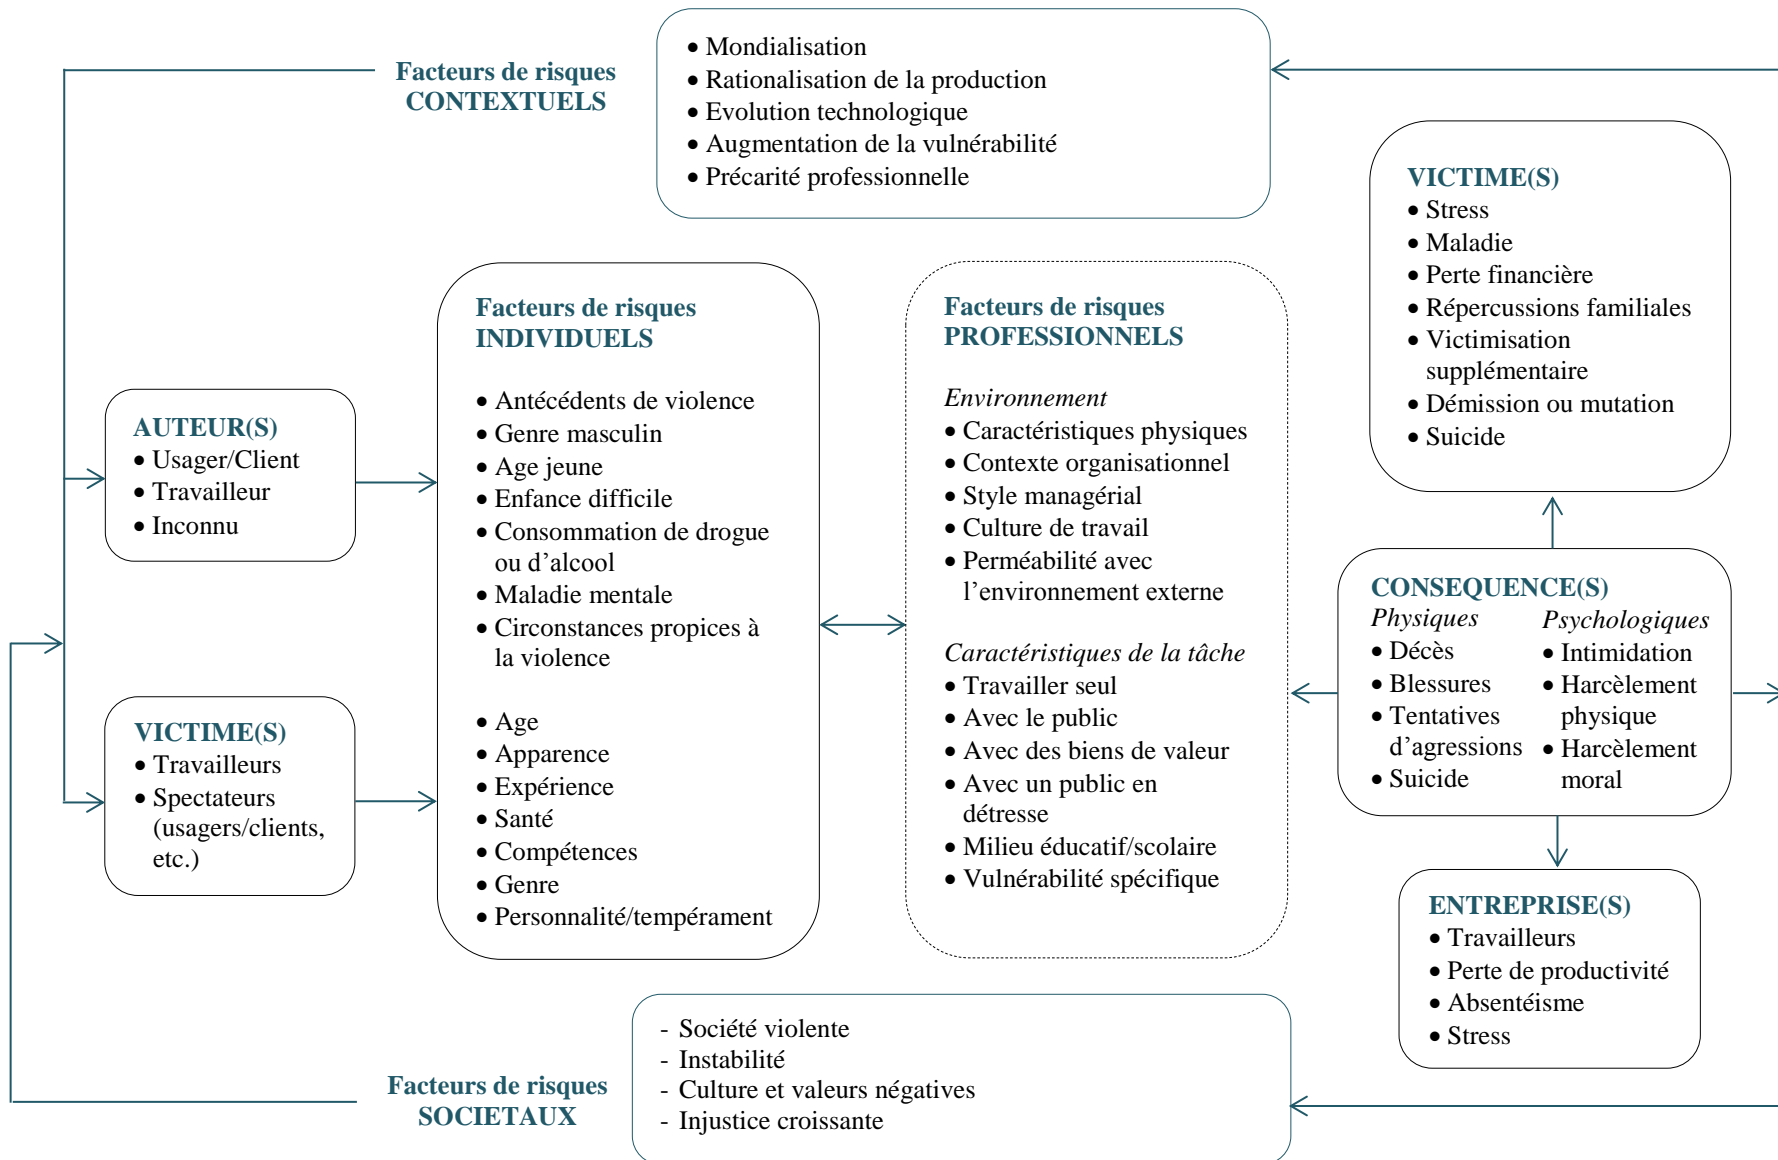 Facteurs de risques
CONTEXTUELS
• Mondialisation
• Rationalisation de la production
• Evolution technologique
• Augmentation de la vulnérabilité
• Précarité professionnelle
AUTEUR(S)
• Usager/Client
• Travailleur
• Inconnu
VICTIME(S)
• Travailleurs
• Spectateurs
(usagers/clients,
etc.)
Facteurs de risques
INDIVIDUELS
• Antécédents de violence
• Genre masculin
• Age jeune
• Enfance difficile
• Consommation de drogue
ou d’alcool
• Maladie mentale
• Circonstances propices à
la violence
• Age
• Apparence
• Expérience
• Santé
• Compétences
• Genre
• Personnalité/tempérament
Facteurs de risques
PROFESSIONNELS
Environnement
• Caractéristiques physiques
• Contexte organisationnel
• Style managérial
• Culture de travail
• Perméabilité avec
l’environnement externe
Caractéristiques de la tâche
• Travailler seul
• Avec le public
• Avec des biens de valeur
• Avec un public en
détresse
• Milieu éducatif/scolaire
• Vulnérabilité spécifique
VICTIME(S)
• Stress
• Maladie
• Perte financière
• Répercussions familiales
• Victimisation
supplémentaire
• Démission ou mutation
• Suicide
CONSEQUENCE(S)
Physiques
• Décès
• Blessures
• Tentatives
d’agressions
• Suicide
Psychologiques
• Intimidation
• Harcèlement
physique
• Harcèlement
moral
ENTREPRISE(S)
• Travailleurs
• Perte de productivité
• Absentéisme
• Stress
Facteurs de risques
SOCIETAUX
- Société violente
- Instabilité
- Culture et valeurs négatives
- Injustice croissante